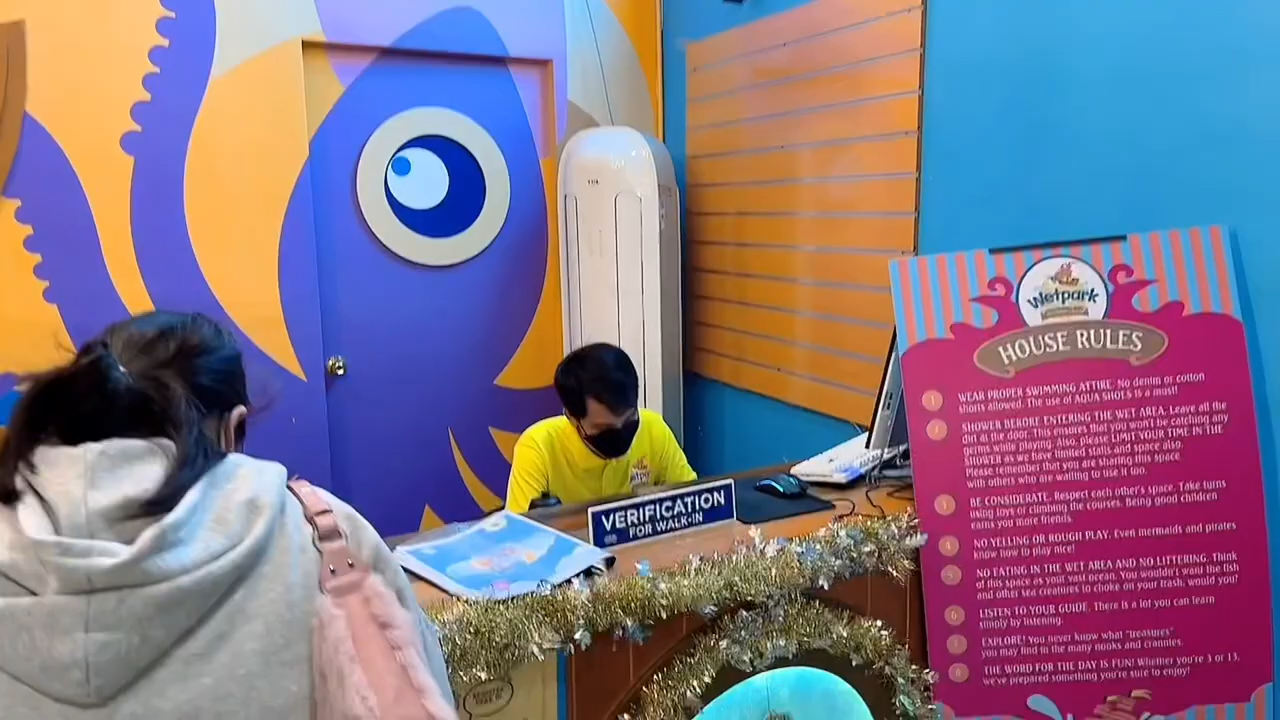 Wetpark
HOUSE RULES
1 WEAR PROPER SWIMMING ATTIRE. No denim or cotton
shorts allowed. The use of AQUA SHOES is a must!
2 SHOWER BEFORE ENTERING THE WET AREA. Leave all the
dirt at the door. This ensures that you won't be catching any
germs while playing. Also, please LIMIT YOUR TIME IN THE
SHOWER as we have limited stalls and space also.
Please remember that you are sharing this space
with others who are waiting to use it too.
3 BE CONSIDERATE. Respect each other's space. Take turns
using toys or climbing the courses. Being good children
earns you more friends.
4 NO YELLING OR ROUGH PLAY. Even mermaids and pirates
know how to play nice!
5 NO EATING IN THE WET AREA AND NO LITTERING. Think
of this space as your vast ocean. You wouldn't want the fish
and other sea creatures to choke on your trash, would you?
6 LISTEN TO YOUR GUIDE. There is a lot you can learn
simply by listening.
7 EXPLORE! You never know what "treasures"
you may find in the many nooks and crannies.
8 THE WORD FOR THE DAY IS FUN! Whether you're 3 or 13,
we've prepared something you're sure to enjoy!
VERIFICATION
FOR WALK-IN